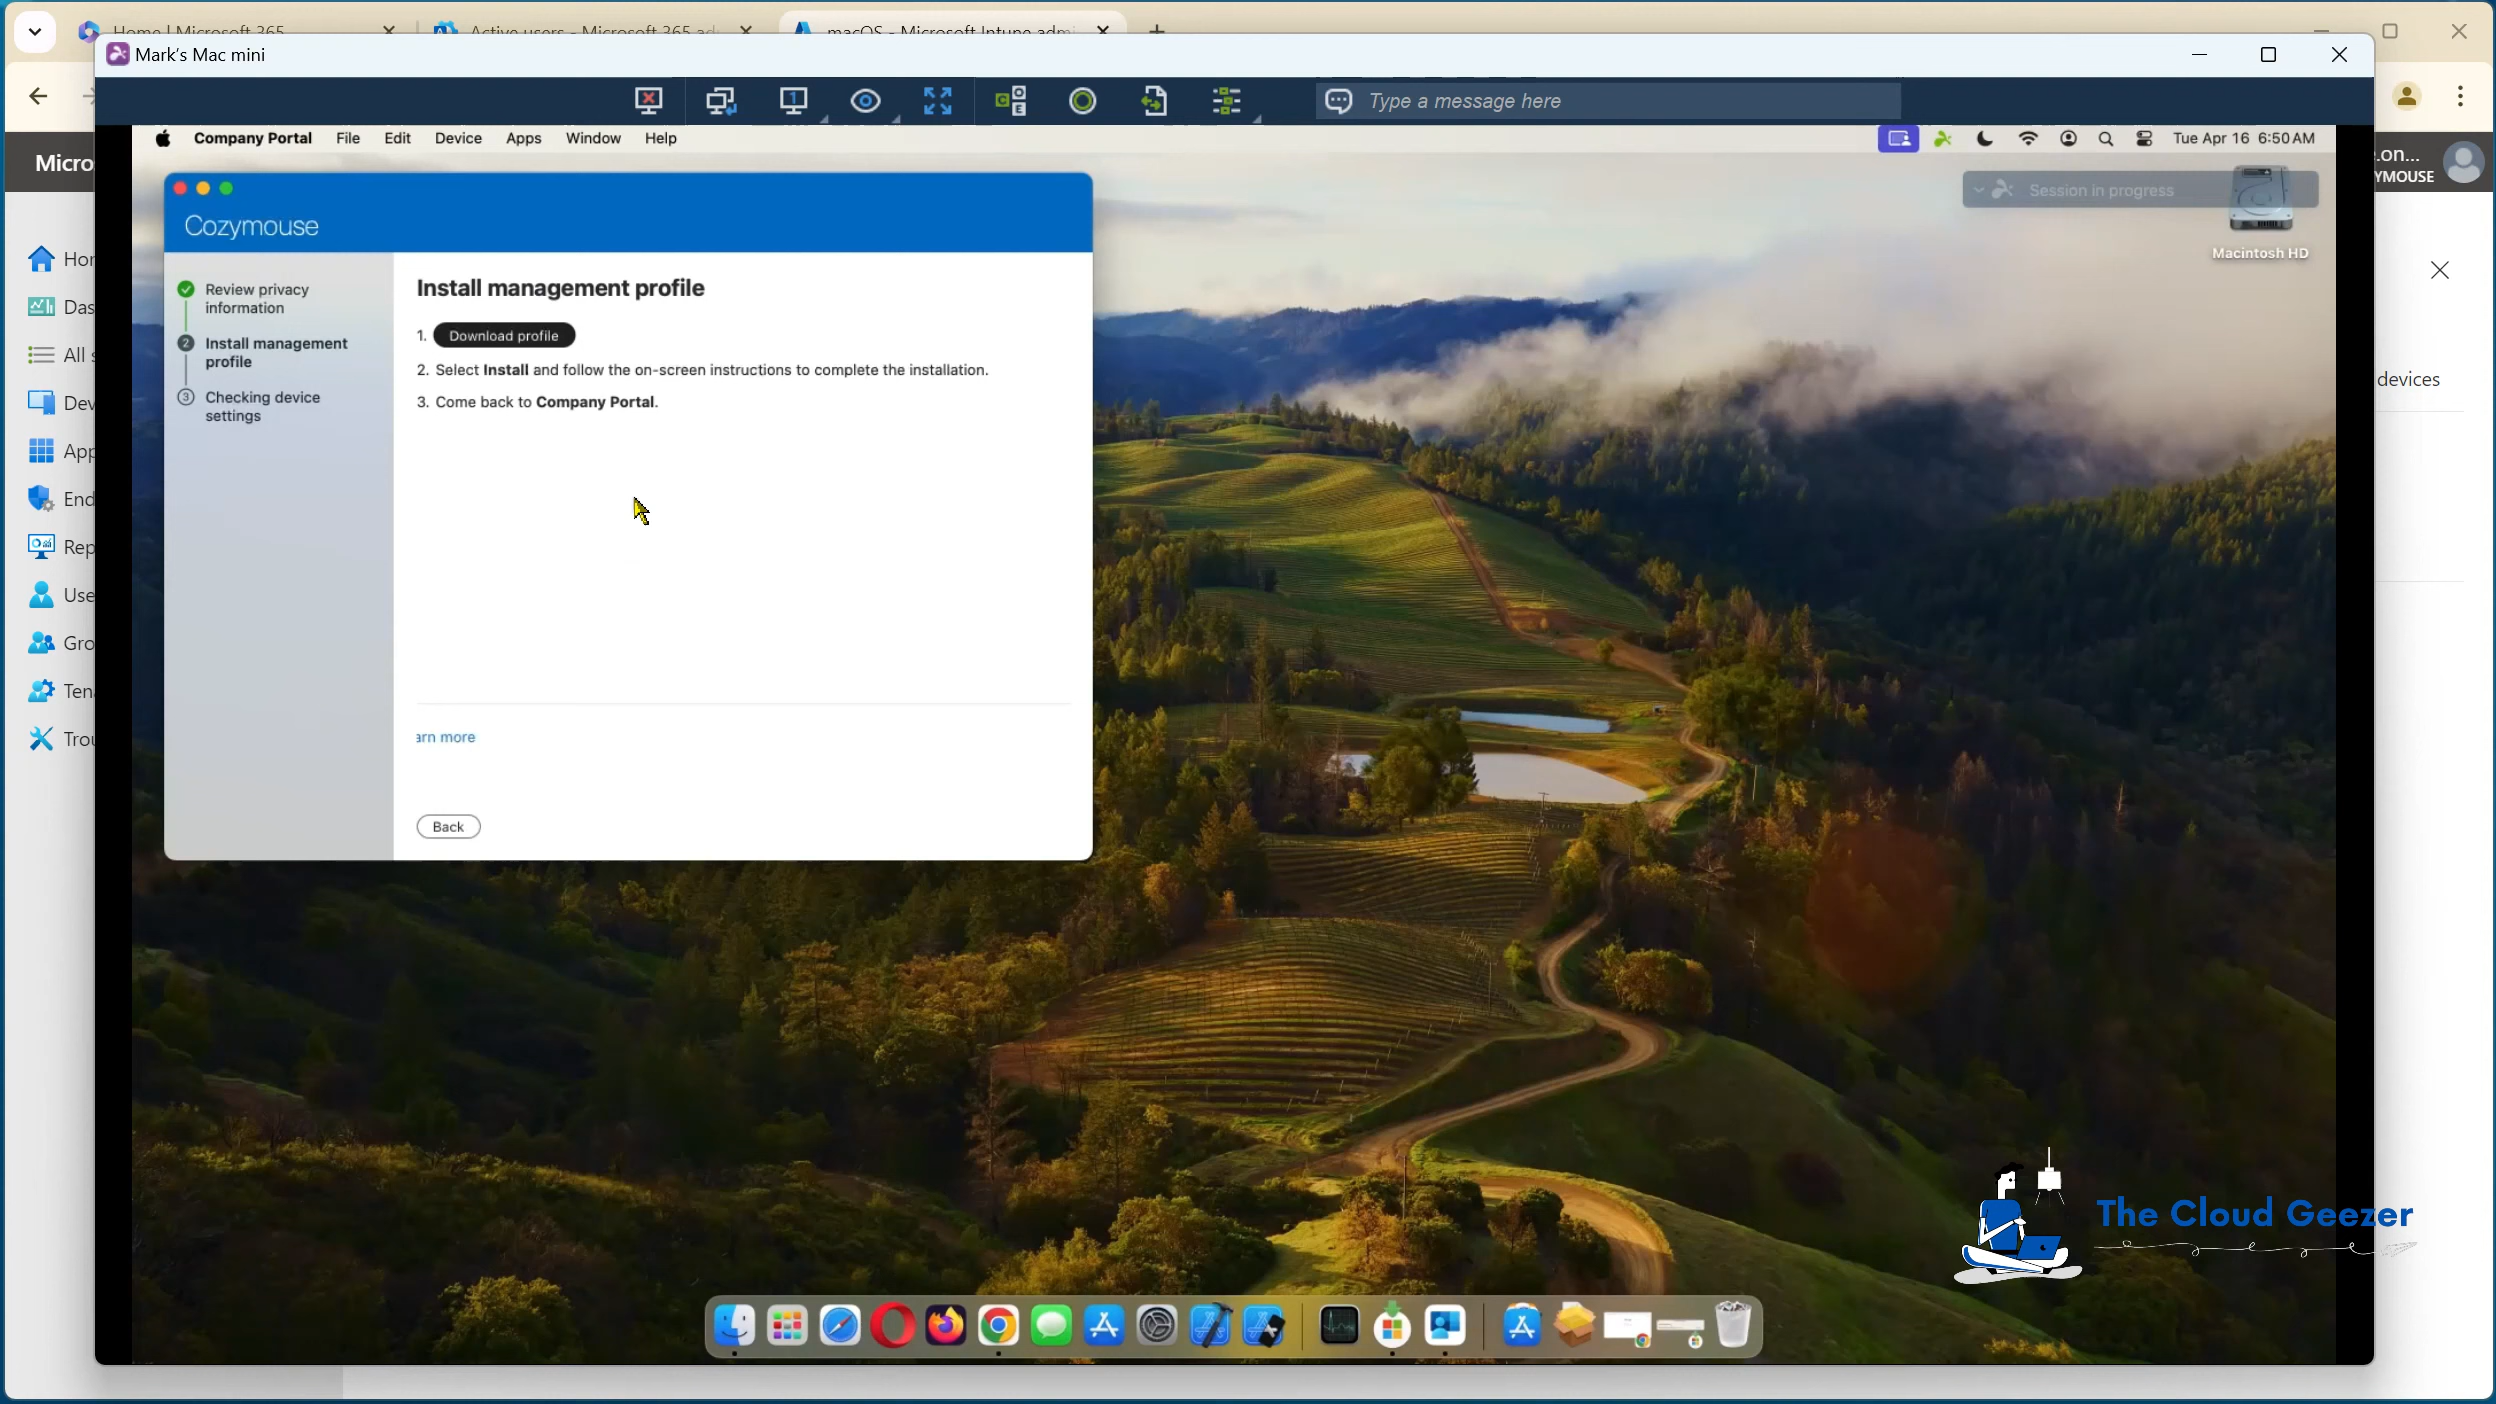 Home | Microsoft 365
Active users - Microsoft 365 ad
macOS - Microsoft Intune admi
Mark's Mac mini
Type a message here
Company Portal File Edit Device Apps Window Help
Tue Apr 16 6:50 AM
Micro
.on...
YMOUSE
Session in progress
Macintosh HD
Cozymouse
Review privacy
information
2 Install management
profile
3 Checking device
settings
Install management profile
1. Download profile
2. Select Install and follow the on-screen instructions to complete the installation.
3. Come back to Company Portal.
arn more
Back
Hor
Das
All s
Dev
App
End
Rep
Use
Gro
Ten
Trou
devices
The Cloud Geezer